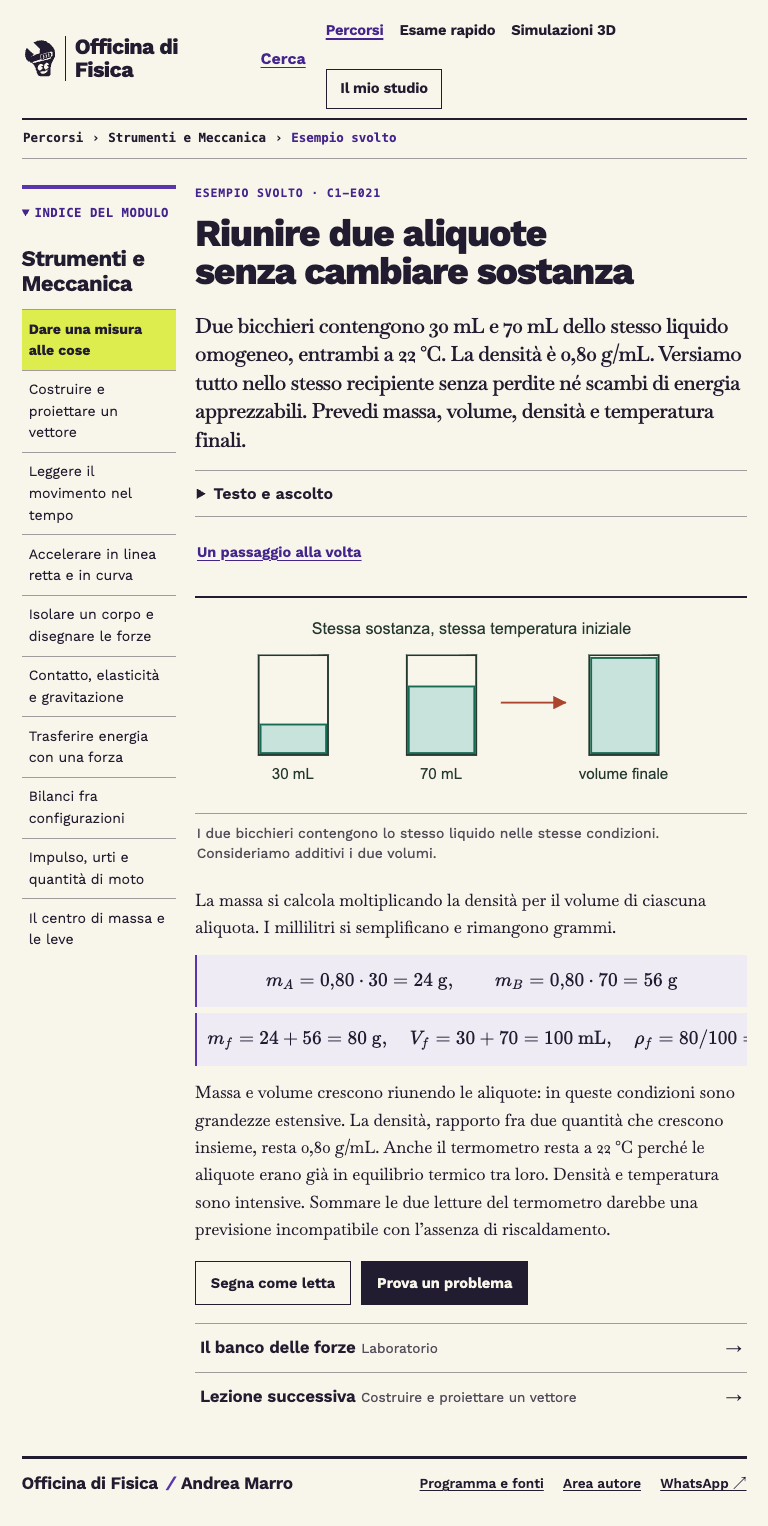 Officina di
Fisica
Cerca
Percorsi Esame rapido Simulazioni 3D
Il mio studio
Percorsi › Strumenti e Meccanica › Esempio svolto
▼ INDICE DEL MODULO
Strumenti e
Meccanica
Dare una misura
alle cose
Costruire e
proiettare un
vettore
Leggere il
movimento nel
tempo
Accelerare in linea
retta e in curva
Isolare un corpo e
disegnare le forze
Contatto, elasticità
e gravitazione
Trasferire energia
con una forza
Bilanci fra
configurazioni
Impulso, urti e
quantità di moto
Il centro di massa e
le leve
ESEMPIO SVOLTO · C1–E021
Riunire due aliquote
senza cambiare sostanza
Due bicchieri contengono 30 mL e 70 mL dello stesso liquido
omogeneo, entrambi a 22 °C. La densità è 0,80 g/mL. Versiamo
tutto nello stesso recipiente senza perdite né scambi di energia
apprezzabili. Prevedi massa, volume, densità e temperatura
finali.
▶ Testo e ascolto
Un passaggio alla volta
Stessa sostanza, stessa temperatura iniziale
30 mL 70 mL volume finale
I due bicchieri contengono lo stesso liquido nelle stesse condizioni.
Consideriamo additivi i due volumi.
La massa si calcola moltiplicando la densità per il volume di ciascuna
aliquota. I millilitri si semplificano e rimangono grammi.
m_A = 0,80 · 30 = 24 g, m_B = 0,80 · 70 = 56 g
m_f = 24 + 56 = 80 g, V_f = 30 + 70 = 100 mL, ρ_f = 80/100 =
Massa e volume crescono riunendo le aliquote: in queste condizioni sono
grandezze estensive. La densità, rapporto fra due quantità che crescono
insieme, resta 0,80 g/mL. Anche il termometro resta a 22 °C perché le
aliquote erano già in equilibrio termico tra loro. Densità e temperatura
sono intensive. Sommare le due letture del termometro darebbe una
previsione incompatibile con l’assenza di riscaldamento.
Segna come letta Prova un problema
Il banco delle forze Laboratorio →
Lezione successiva Costruire e proiettare un vettore →
Officina di Fisica / Andrea Marro
Programma e fonti Area autore WhatsApp ↗